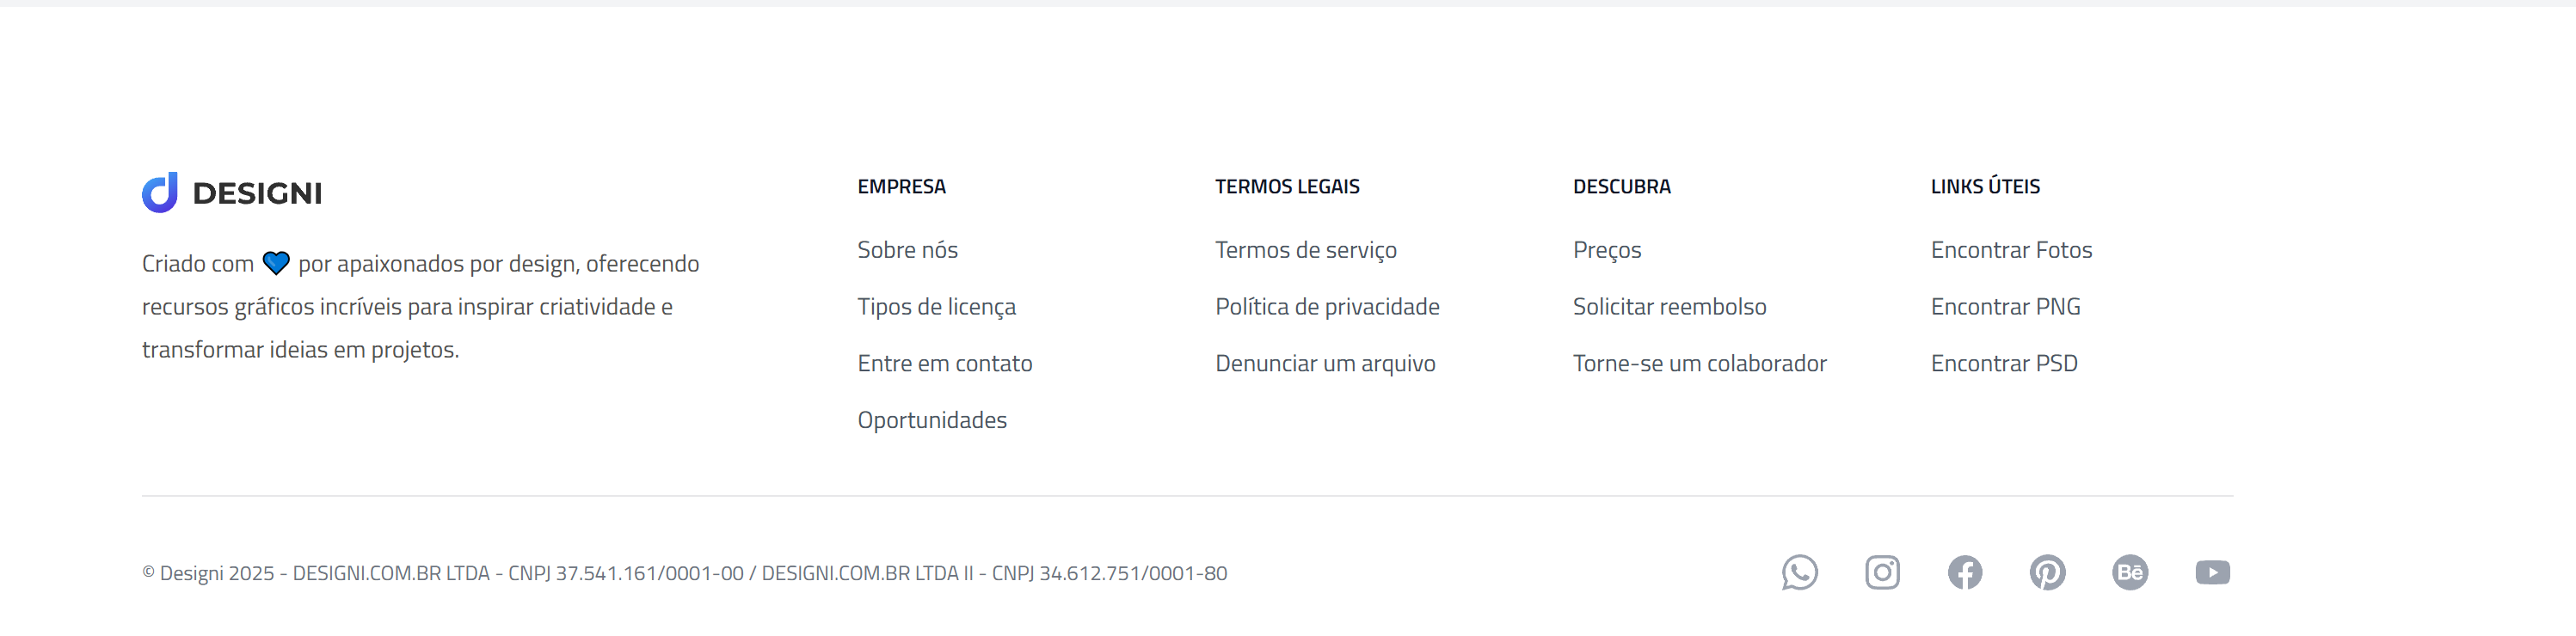 DESIGNI
Criado com 💙 por apaixonados por design, oferecendo
recursos gráficos incríveis para inspirar criatividade e
transformar ideias em projetos.
EMPRESA
Sobre nós
Tipos de licença
Entre em contato
Oportunidades
TERMOS LEGAIS
Termos de serviço
Política de privacidade
Denunciar um arquivo
DESCUBRA
Preços
Solicitar reembolso
Torne-se um colaborador
LINKS ÚTEIS
Encontrar Fotos
Encontrar PNG
Encontrar PSD
© Designi 2025 - DESIGNI.COM.BR LTDA - CNPJ 37.541.161/0001-00 / DESIGNI.COM.BR LTDA II - CNPJ 34.612.751/0001-80
Bē